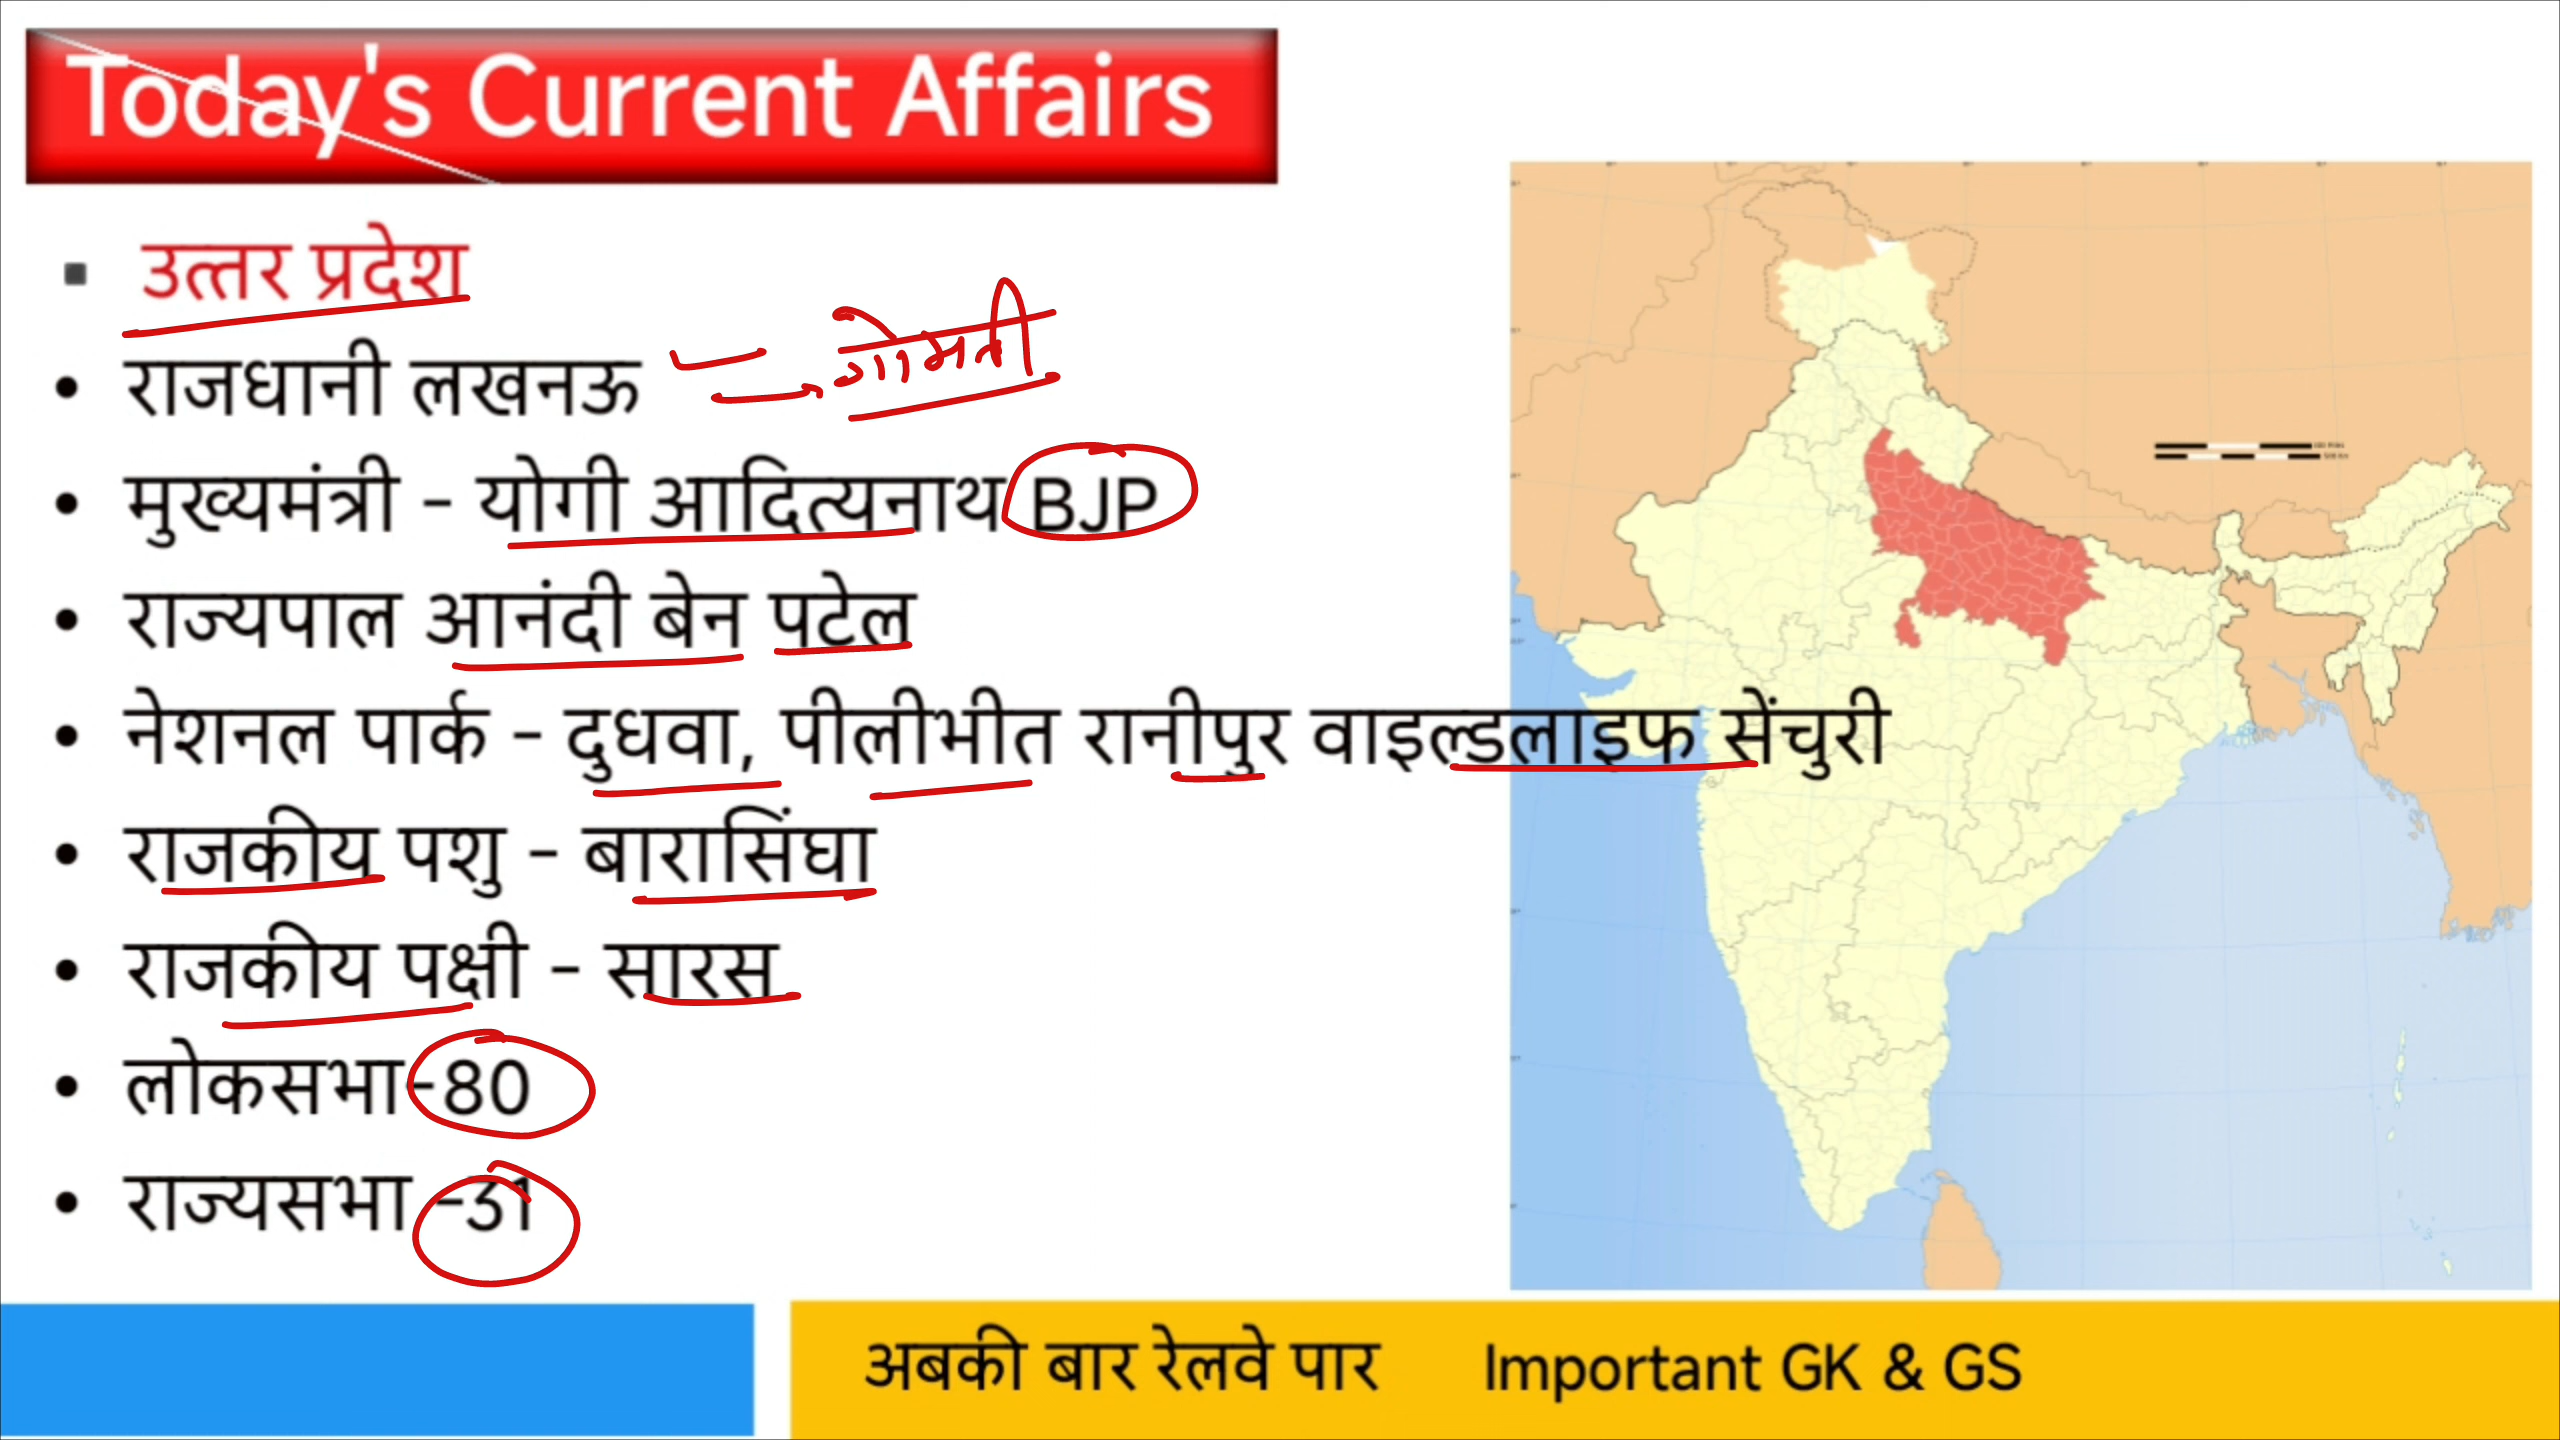 Today's Current Affairs
उत्तर प्रदेश
राजधानी लखनऊ
गोमती
मुख्यमंत्री - योगी आदित्यनाथ BJP
राज्यपाल आनंदी बेन पटेल
नेशनल पार्क - दुधवा, पीलीभीत रानीपुर वाइल्डलाइफ सेंचुरी
राजकीय पशु - बारासिंघा
राजकीय पक्षी - सारस
लोकसभा-80
राज्यसभा -31
अबकी बार रेलवे पार Important GK & GS